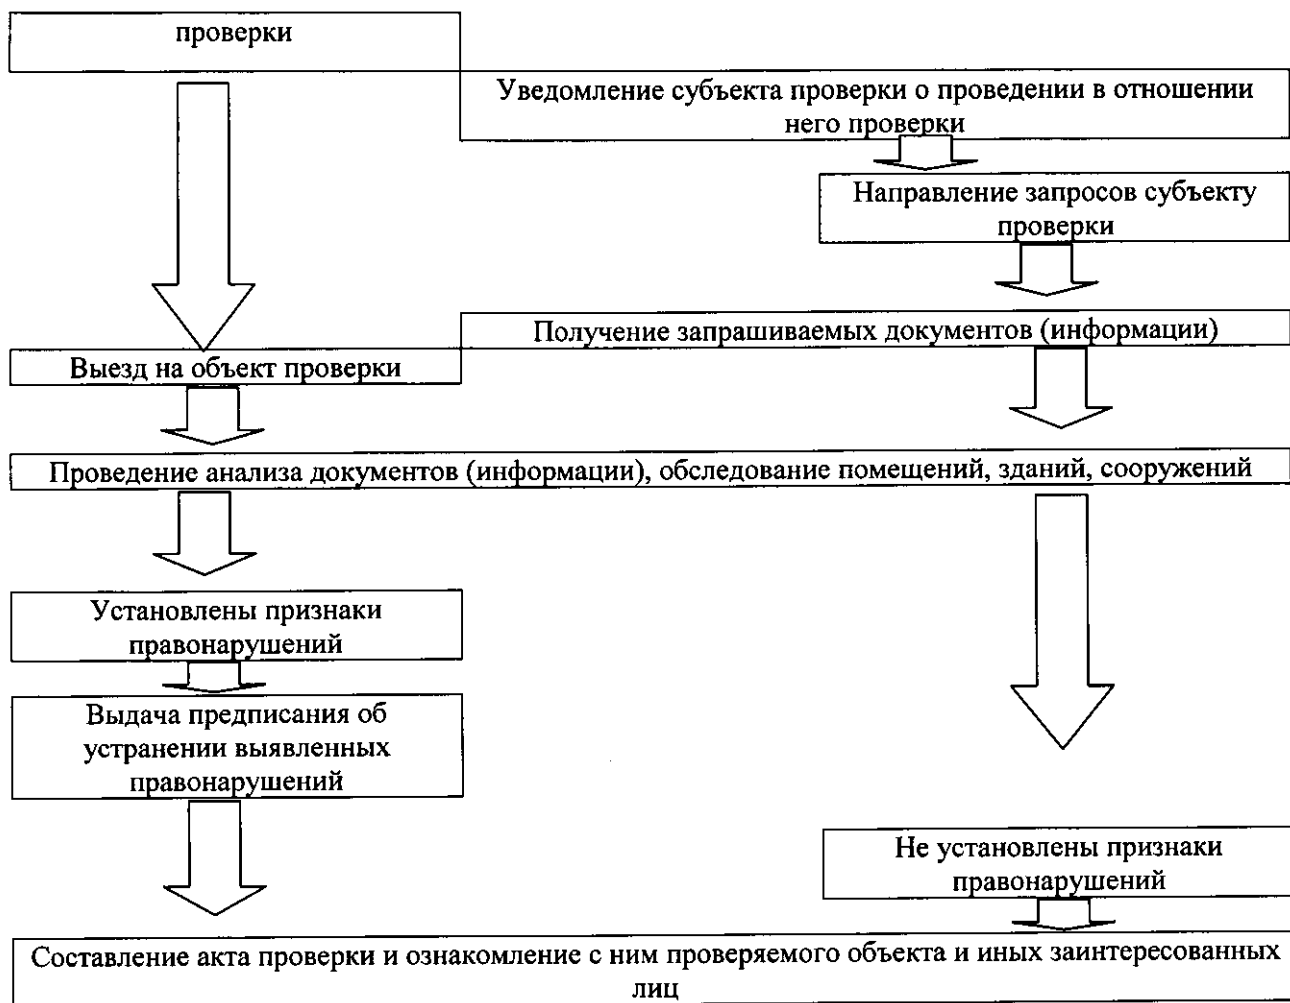 проверки
Уведомление субъекта проверки о проведении в отношении
него проверки
Направление запросов субъекту
проверки
Получение запрашиваемых документов (информации)
Выезд на объект проверки
Проведение анализа документов (информации), обследование помещений, зданий, сооружений
Установлены признаки
правонарушений
Выдача предписания об
устранении выявленных
правонарушений
Не установлены признаки
правонарушений
Составление акта проверки и ознакомление с ним проверяемого объекта и иных заинтересованных
лиц